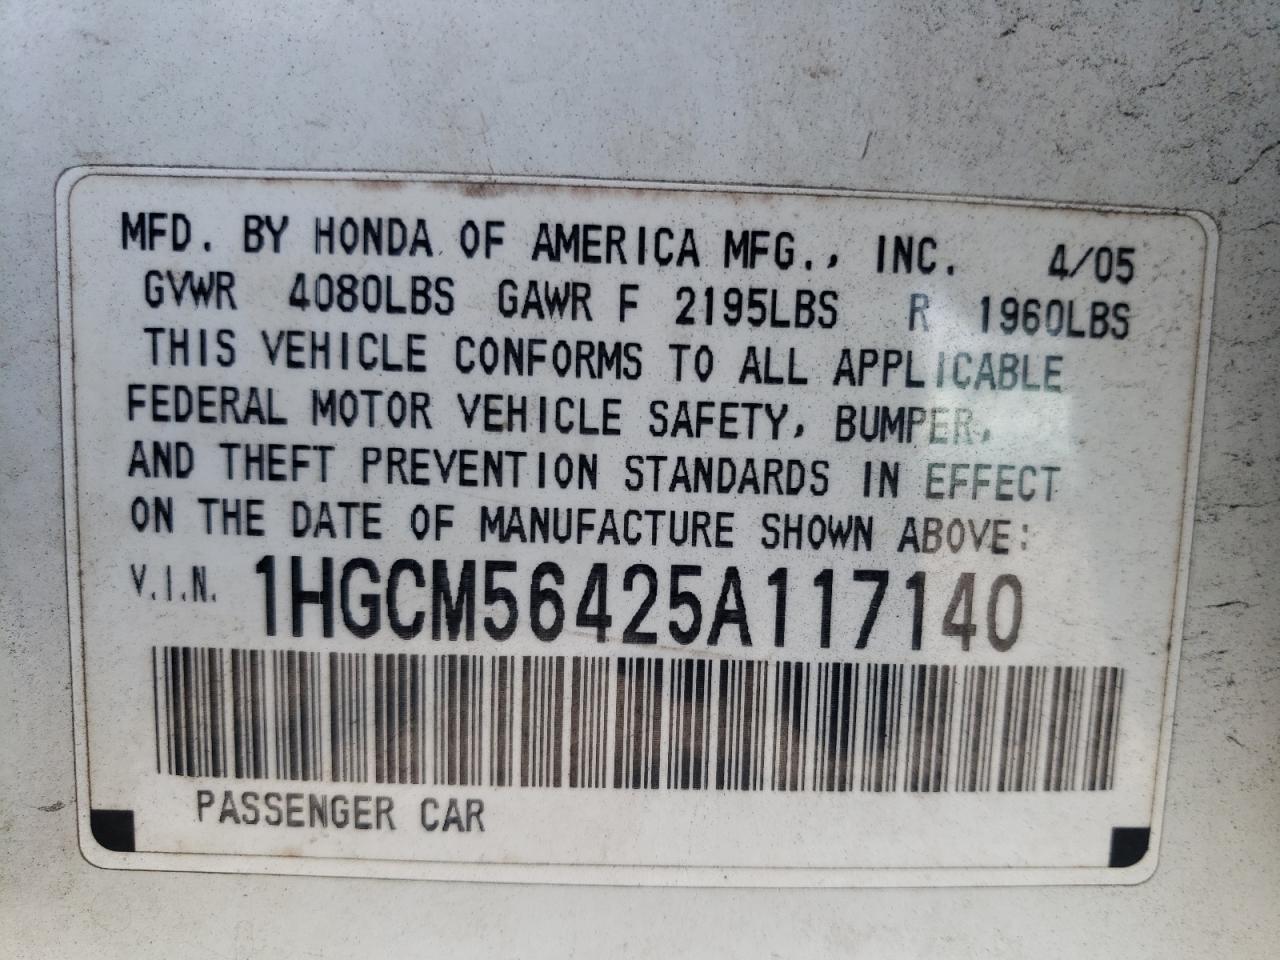 MFD. BY HONDA OF AMERICA MFG., INC. 4/05
GVWR 4080LBS GAWR F 2195LBS R 1960LBS
THIS VEHICLE CONFORMS TO ALL APPLICABLE
FEDERAL MOTOR VEHICLE SAFETY, BUMPER,
AND THEFT PREVENTION STANDARDS IN EFFECT
ON THE DATE OF MANUFACTURE SHOWN ABOVE:
V.I.N. 1HGCM56425A117140
PASSENGER CAR